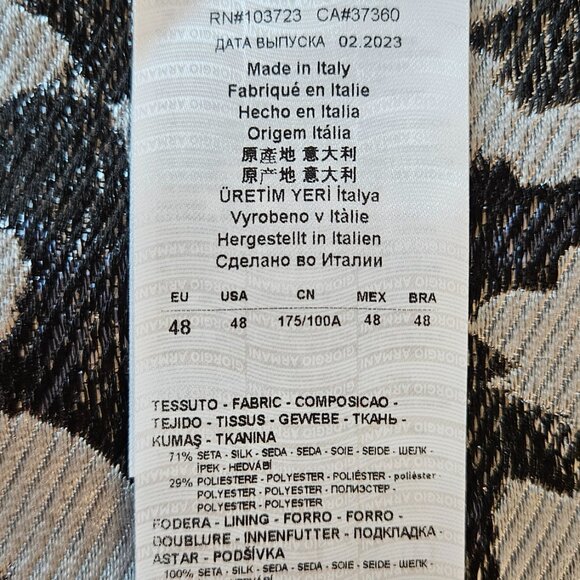 RN#103723 CA#37360
ДАТА ВЫПУСКА 02.2023
Made in Italy
Fabriqué en Italie
Hecho en Italia
Origem Itália
原產地 意大利
原产地 意大利
ÜRETİM YERİ İtalya
Vyrobeno v Itàlie
Hergestellt in Italien
Сделано во Италии
EU USA CN MEX BRA
48 48 175/100A 48 48
TESSUTO - FABRIC - COMPOSICAO -
TEJIDO - TISSUS - GEWEBE - ТКАНЬ -
KUMAŞ - TKANINA
71% SETA - SILK - SEDA - SEDA - SOIE - SEIDE - ШЕЛК -
İPEK - HEDVÁBÍ
29% POLIESTERE - POLYESTER - POLIÉSTER - poliéster
POLYESTER - POLYESTER - ПОЛИЭСТЕР -
POLYESTER - POLYESTER
FODERA - LINING - FORRO - FORRO -
DOUBLURE - INNENFUTTER - ПОДКЛАДКА -
ASTAR - PODŠÍVKA
100% SETA - SILK - SEDA - SEDA - SOIE - SEIDE - ШЕЛК -